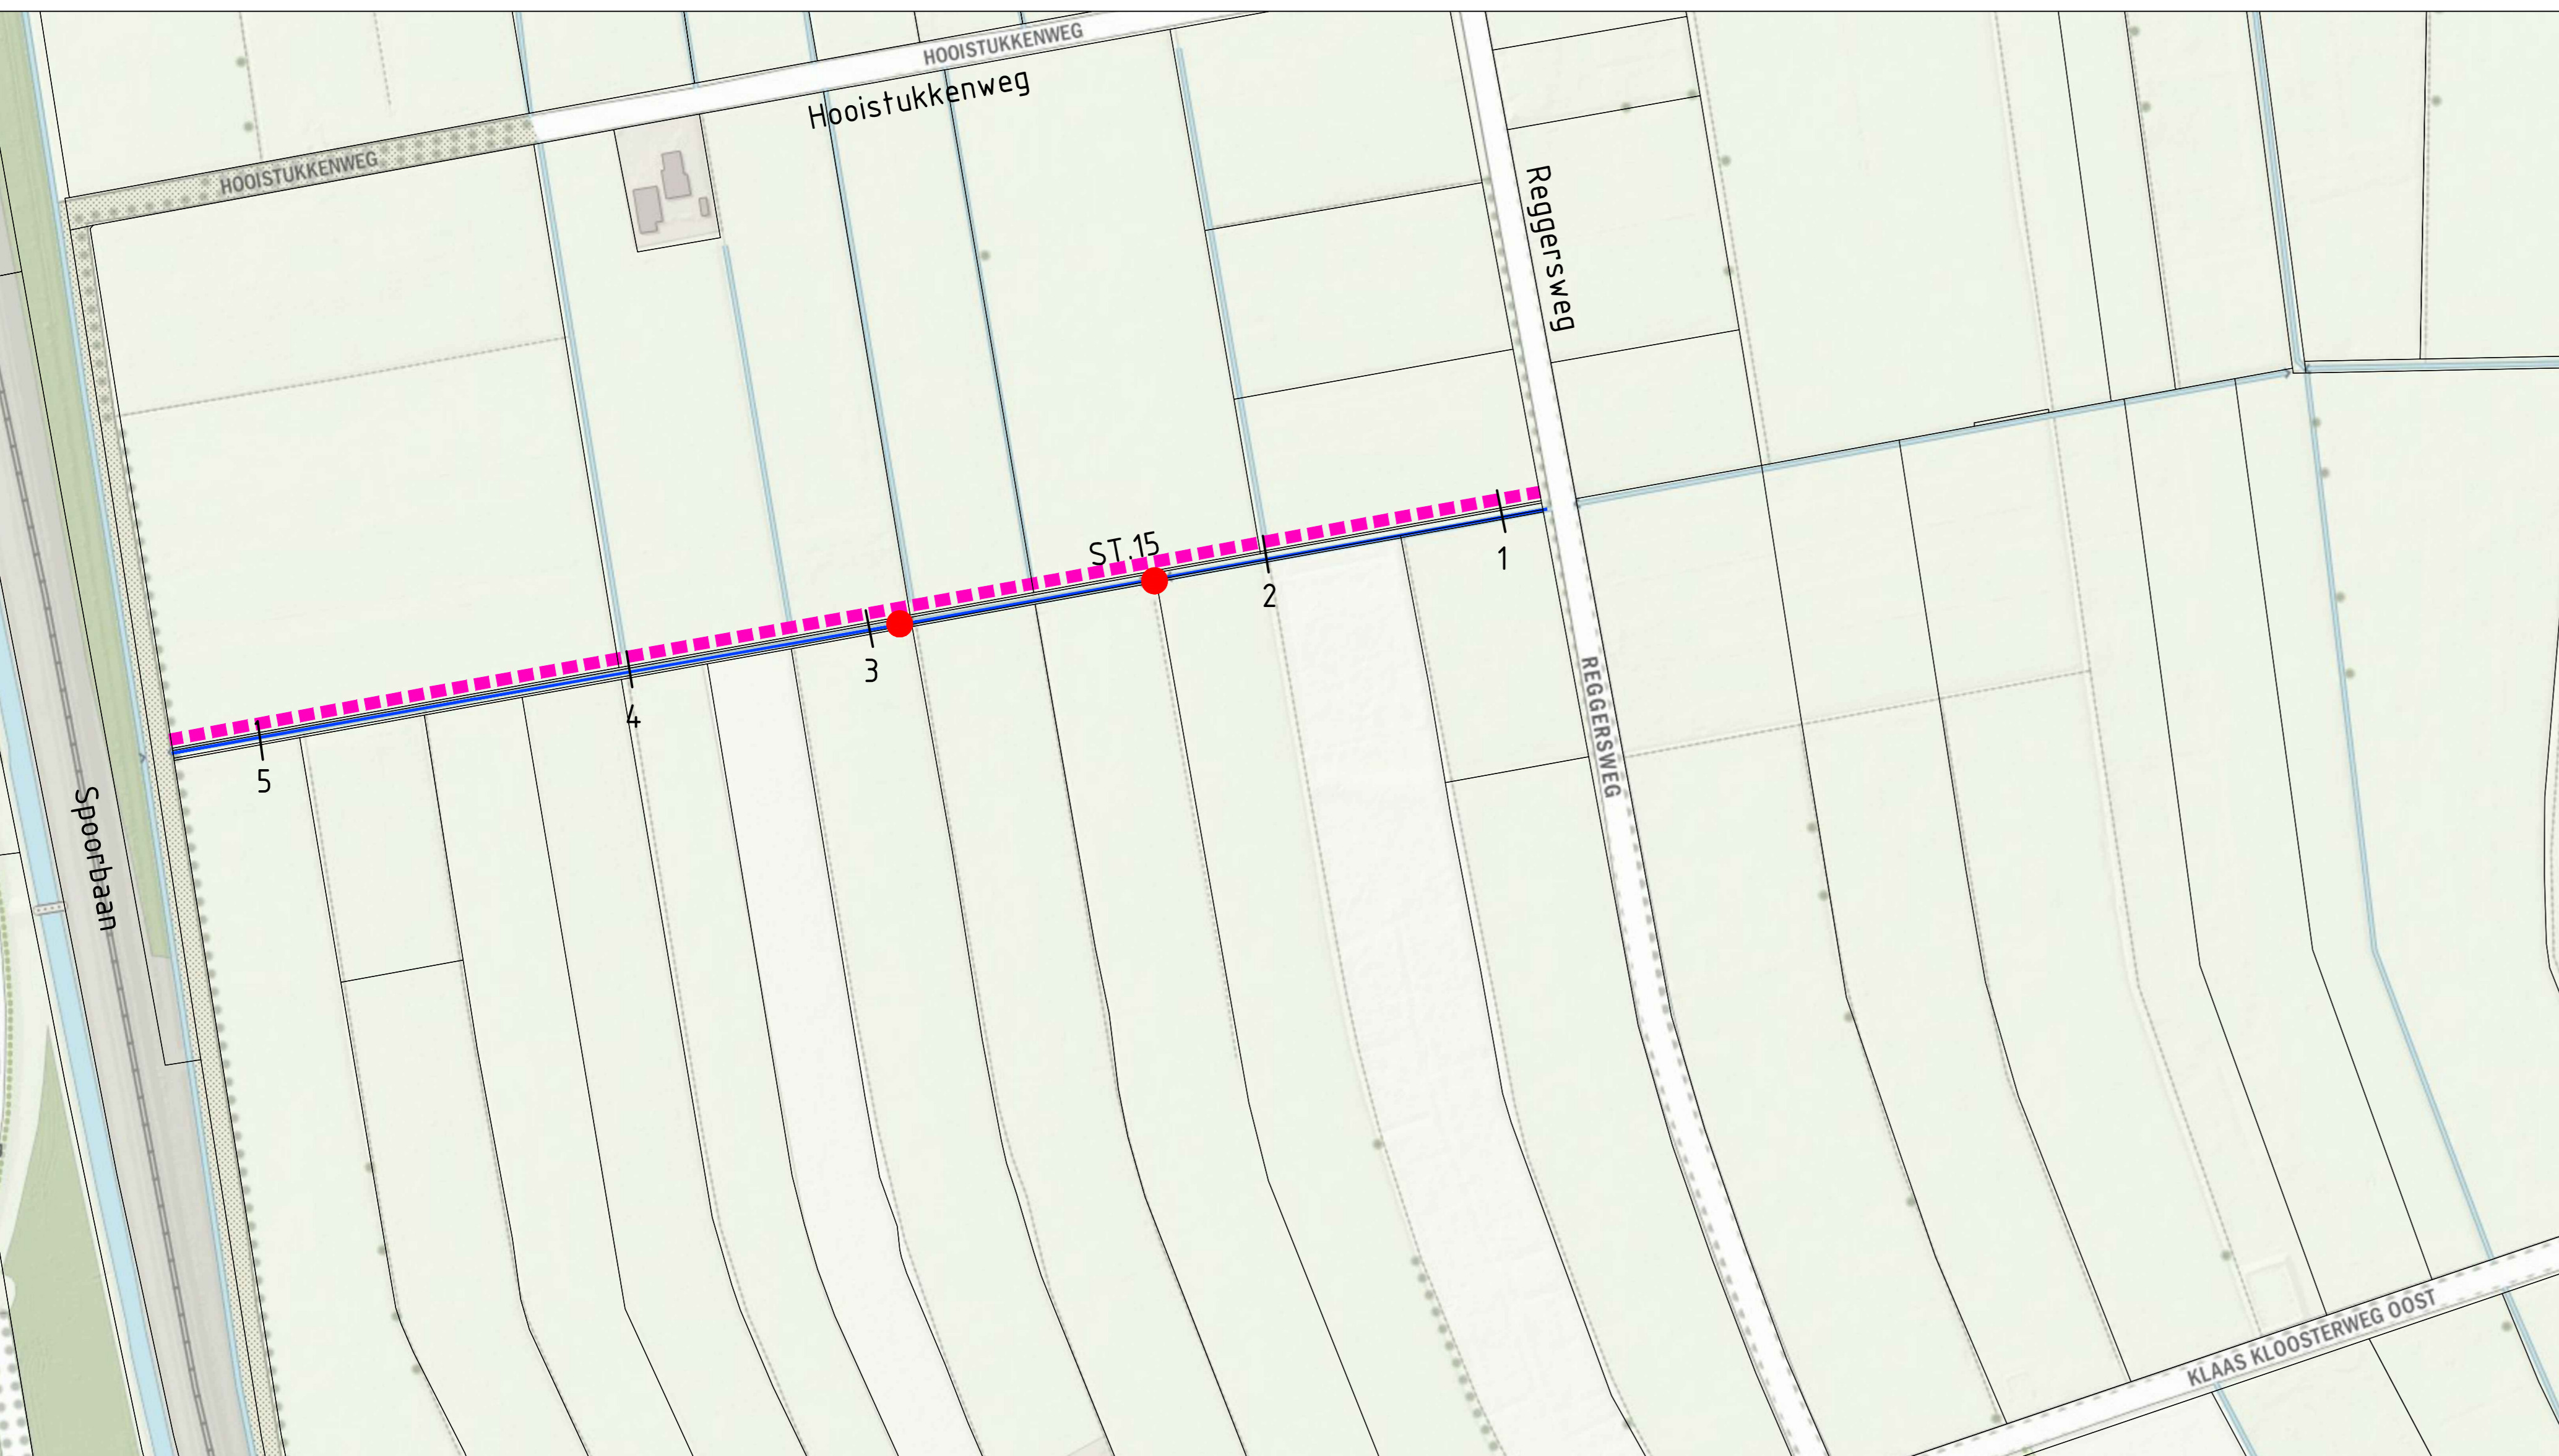 HOOISTUKKENWEG
Hooistukkenweg
HOOISTUKKENWEG
Reggersweg
ST.15
1
2
3
4
5
REGGERSWEG
Spoorbaan
KLAAS KLOOSTERWEG OOST